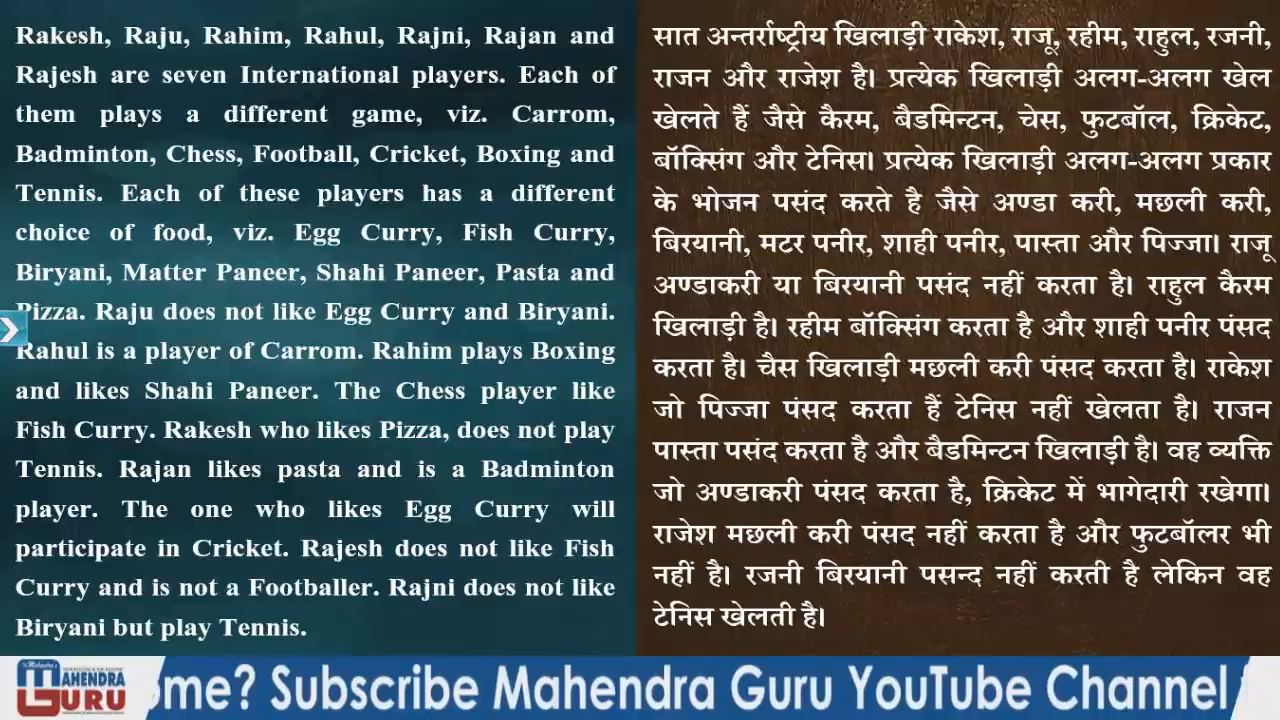 Rakesh, Raju, Rahim, Rahul, Rajni, Rajan and
Rajesh are seven International players. Each of
them plays a different game, viz. Carrom,
Badminton, Chess, Football, Cricket, Boxing and
Tennis. Each of these players has a different
choice of food, viz. Egg Curry, Fish Curry,
Biryani, Matter Paneer, Shahi Paneer, Pasta and
Pizza. Raju does not like Egg Curry and Biryani.
Rahul is a player of Carrom. Rahim plays Boxing
and likes Shahi Paneer. The Chess player like
Fish Curry. Rakesh who likes Pizza, does not play
Tennis. Rajan likes pasta and is a Badminton
player. The one who likes Egg Curry will
participate in Cricket. Rajesh does not like Fish
Curry and is not a Footballer. Rajni does not like
Biryani but play Tennis.
सात अन्तर्राष्ट्रीय खिलाड़ी राकेश, राजू, रहीम, राहुल, रजनी,
राजन और राजेश है। प्रत्येक खिलाड़ी अलग-अलग खेल
खेलते हैं जैसे कैरम, बैडमिन्टन, चेस, फुटबॉल, क्रिकेट,
बॉक्सिंग और टेनिस। प्रत्येक खिलाड़ी अलग-अलग प्रकार
के भोजन पसंद करते है जैसे अण्डा करी, मछली करी,
बिरयानी, मटर पनीर, शाही पनीर, पास्ता और पिज्जा। राजू
अण्डाकरी या बिरयानी पसंद नहीं करता है। राहुल कैरम
खिलाड़ी है। रहीम बॉक्सिंग करता है और शाही पनीर पंसद
करता है। चैस खिलाड़ी मछली करी पंसद करता है। राकेश
जो पिज्जा पंसद करता हैं टेनिस नहीं खेलता है। राजन
पास्ता पसंद करता है और बैडमिन्टन खिलाड़ी है। वह व्यक्ति
जो अण्डाकरी पंसद करता है, क्रिकेट में भागेदारी रखेगा।
राजेश मछली करी पंसद नहीं करता है और फुटबॉलर भी
नहीं है। रजनी बिरयानी पसन्द नहीं करती है लेकिन वह
टेनिस खेलती है।
MAHENDRA
GURU
ome? Subscribe Mahendra Guru YouTube Channel